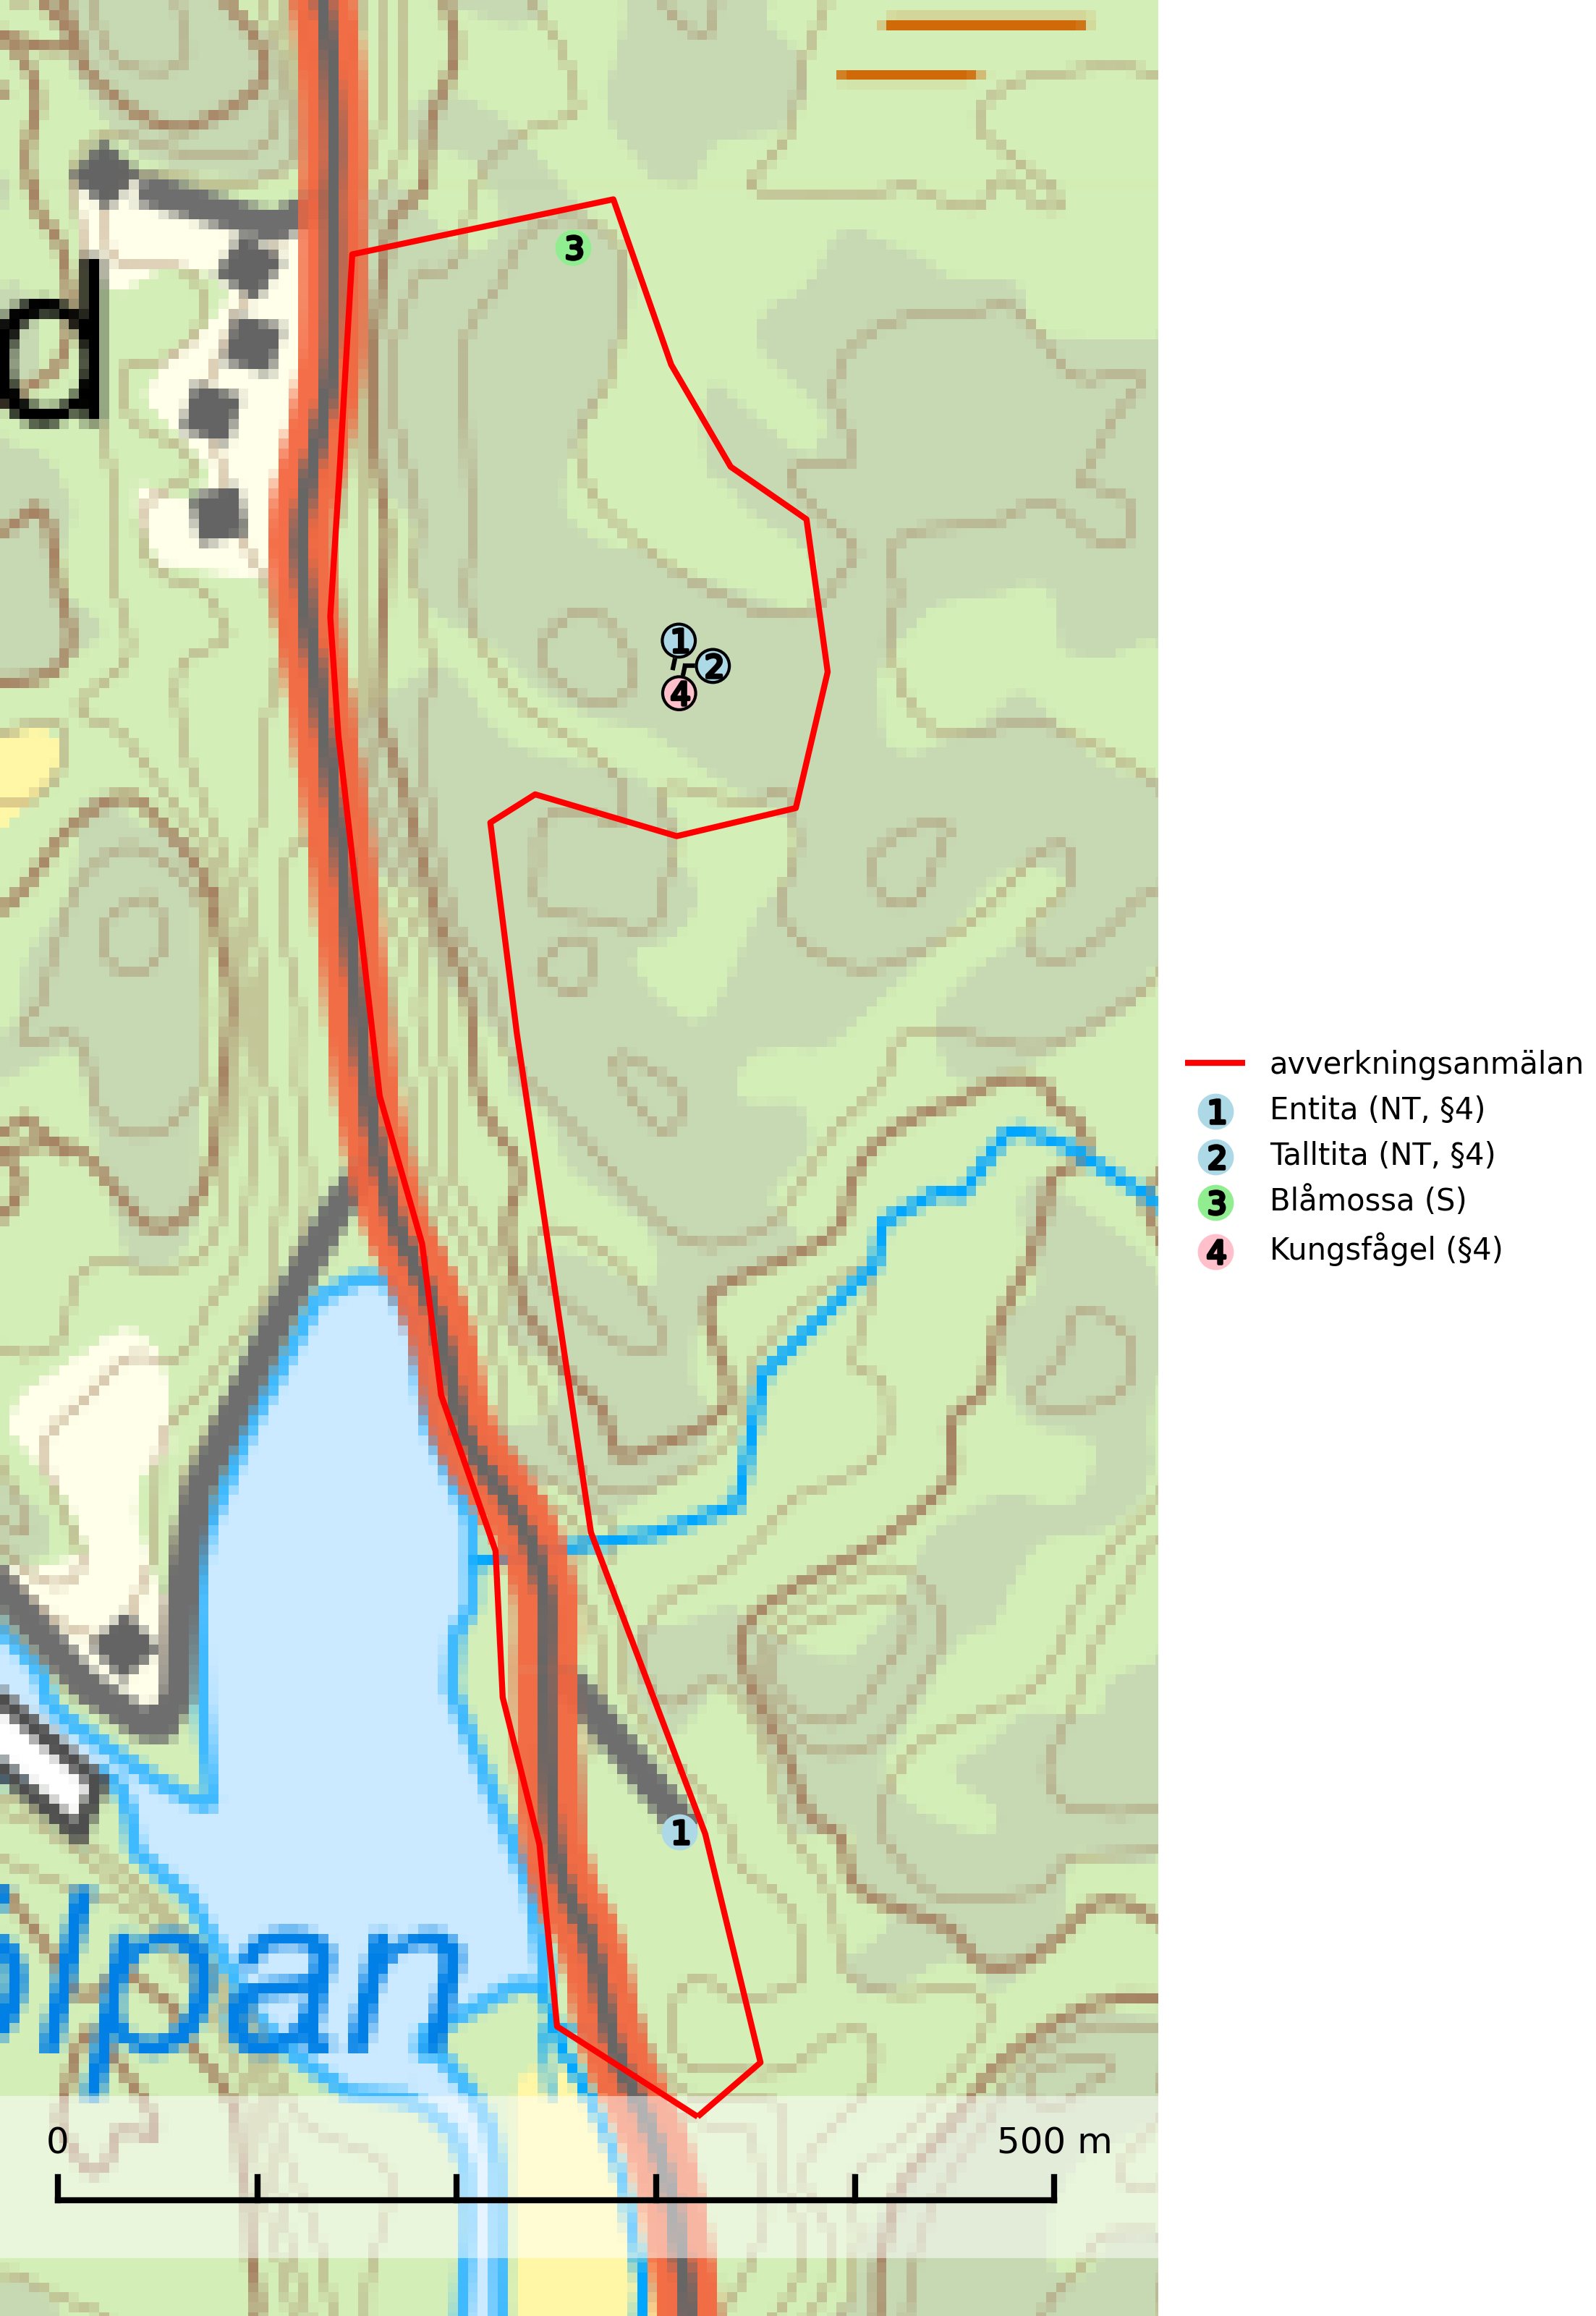 d
3
1
2
4
avverkningsanmälan
1 Entita (NT, §4)
2 Talltita (NT, §4)
3 Blåmossa (S)
4 Kungsfågel (§4)
1
lpan
0 500 m